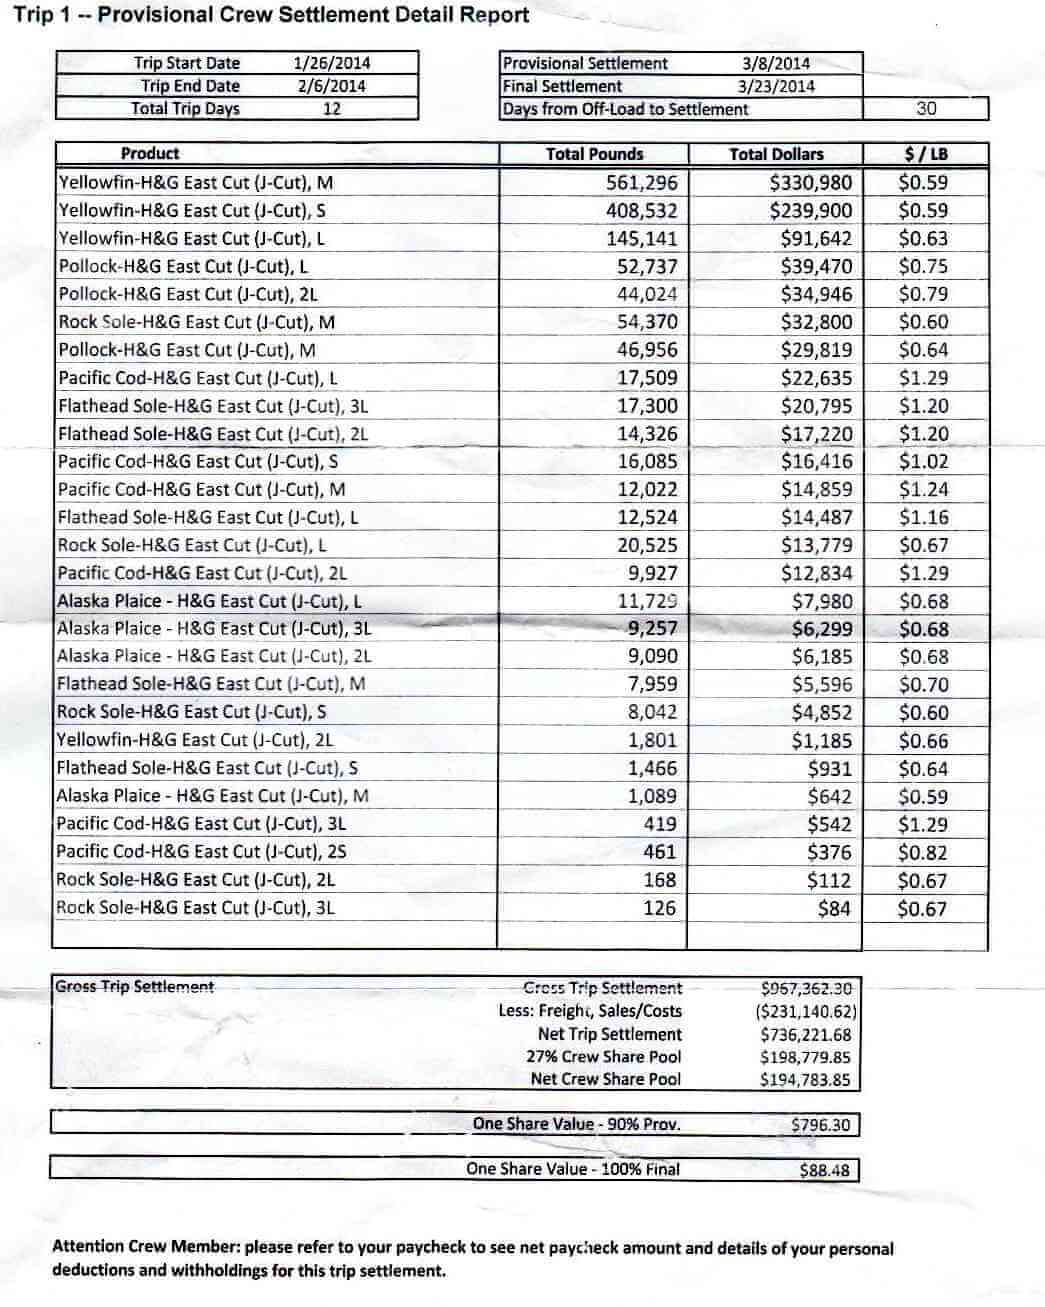 Trip 1 -- Provisional Crew Settlement Detail Report
Trip Start Date 1/26/2014
Trip End Date 2/6/2014
Total Trip Days 12
Provisional Settlement 3/8/2014
Final Settlement 3/23/2014
Days from Off-Load to Settlement 30
Product Total Pounds Total Dollars $ / LB
Yellowfin-H&G East Cut (J-Cut), M 561,296 $330,980 $0.59
Yellowfin-H&G East Cut (J-Cut), S 408,532 $239,900 $0.59
Yellowfin-H&G East Cut (J-Cut), L 145,141 $91,642 $0.63
Pollock-H&G East Cut (J-Cut), L 52,737 $39,470 $0.75
Pollock-H&G East Cut (J-Cut), 2L 44,024 $34,946 $0.79
Rock Sole-H&G East Cut (J-Cut), M 54,370 $32,800 $0.60
Pollock-H&G East Cut (J-Cut), M 46,956 $29,819 $0.64
Pacific Cod-H&G East Cut (J-Cut), L 17,509 $22,635 $1.29
Flathead Sole-H&G East Cut (J-Cut), 3L 17,300 $20,795 $1.20
Flathead Sole-H&G East Cut (J-Cut), 2L 14,326 $17,220 $1.20
Pacific Cod-H&G East Cut (J-Cut), S 16,085 $16,416 $1.02
Pacific Cod-H&G East Cut (J-Cut), M 12,022 $14,859 $1.24
Flathead Sole-H&G East Cut (J-Cut), L 12,524 $14,487 $1.16
Rock Sole-H&G East Cut (J-Cut), L 20,525 $13,779 $0.67
Pacific Cod-H&G East Cut (J-Cut), 2L 9,927 $12,834 $1.29
Alaska Plaice - H&G East Cut (J-Cut), L 11,729 $7,980 $0.68
Alaska Plaice - H&G East Cut (J-Cut), 3L 9,257 $6,299 $0.68
Alaska Plaice - H&G East Cut (J-Cut), 2L 9,090 $6,185 $0.68
Flathead Sole-H&G East Cut (J-Cut), M 7,959 $5,596 $0.70
Rock Sole-H&G East Cut (J-Cut), S 8,042 $4,852 $0.60
Yellowfin-H&G East Cut (J-Cut), 2L 1,801 $1,185 $0.66
Flathead Sole-H&G East Cut (J-Cut), S 1,466 $931 $0.64
Alaska Plaice - H&G East Cut (J-Cut), M 1,089 $642 $0.59
Pacific Cod-H&G East Cut (J-Cut), 3L 419 $542 $1.29
Pacific Cod-H&G East Cut (J-Cut), 2S 461 $376 $0.82
Rock Sole-H&G East Cut (J-Cut), 2L 168 $112 $0.67
Rock Sole-H&G East Cut (J-Cut), 3L 126 $84 $0.67
Gross Trip Settlement Gross Trip Settlement $967,362.30
Less: Freight, Sales/Costs ($231,140.62)
Net Trip Settlement $736,221.68
27% Crew Share Pool $198,779.85
Net Crew Share Pool $194,783.85
One Share Value - 90% Prov. $796.30
One Share Value - 100% Final $88.48
Attention Crew Member: please refer to your paycheck to see net paycheck amount and details of your personal
deductions and withholdings for this trip settlement.